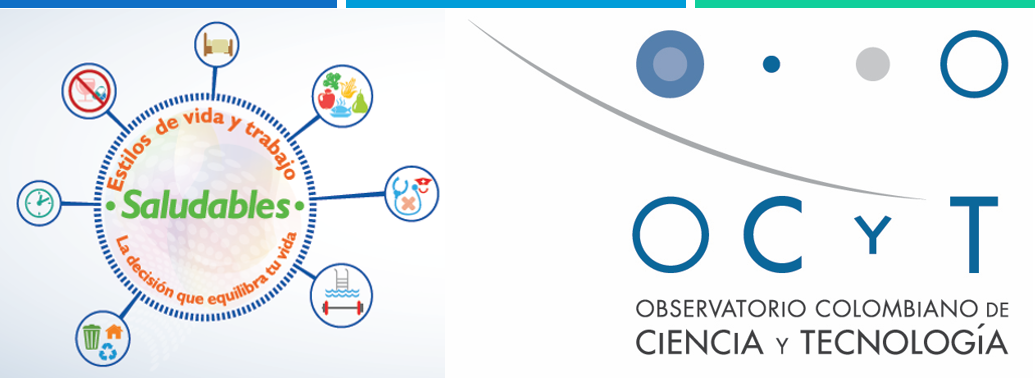 Estilos de vida y trabajo
• Saludables •
La decisión que equilibra tu vida
OCYT
OBSERVATORIO COLOMBIANO DE
CIENCIA Y TECNOLOGÍA